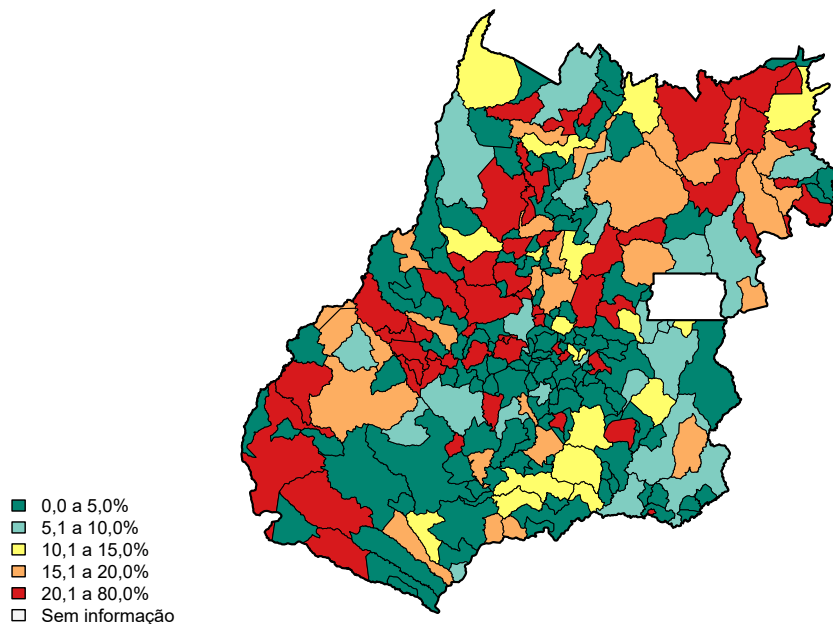 0,0 a 5,0%
5,1 a 10,0%
10,1 a 15,0%
15,1 a 20,0%
20,1 a 80,0%
Sem informação